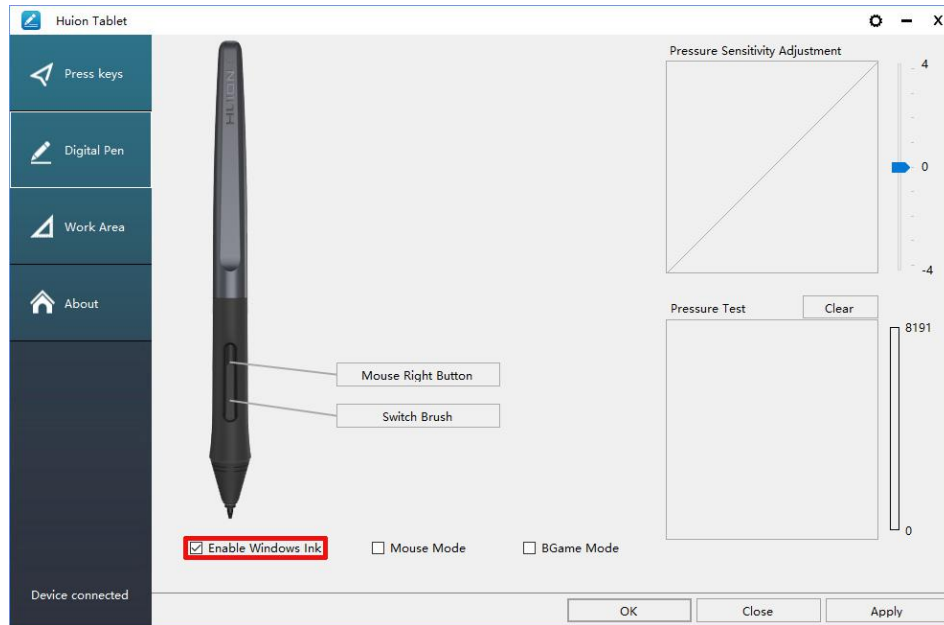 Huion Tablet
Press keys
Digital Pen
Work Area
About
Device connected
HUION
Mouse Right Button
Switch Brush
Enable Windows Ink
Mouse Mode
BGame Mode
Pressure Sensitivity Adjustment
4
0
-4
Pressure Test
Clear
8191
0
OK
Close
Apply